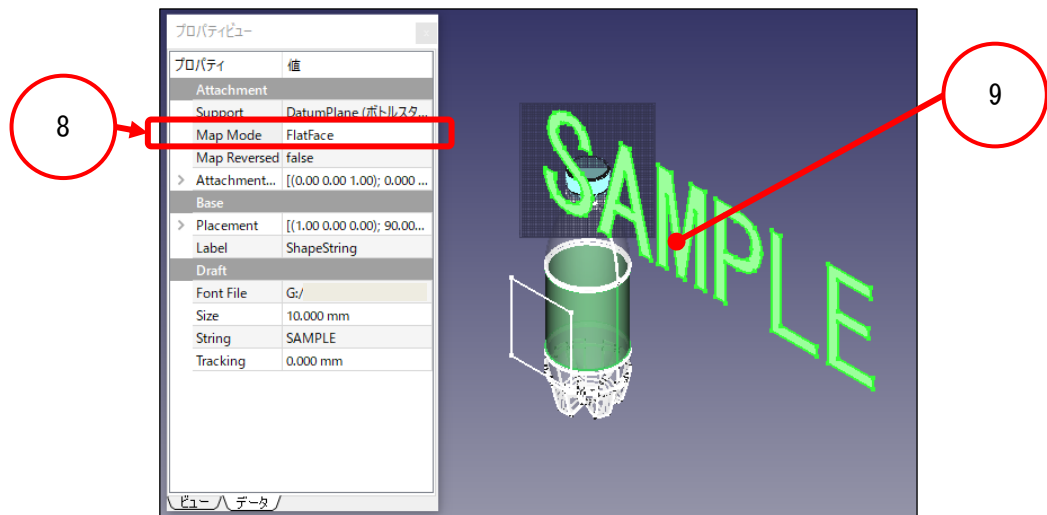 プロパティビュー
x
プロパティ 値
Attachment
Support DatumPlane (ボトルスタ...
Map Mode FlatFace
Map Reversed false
> Attachment... [(0.00 0.00 1.00); 0.000 ...
Base
> Placement [(1.00 0.00 0.00); 90.00...
Label ShapeString
Draft
Font File G:/
Size 10.000 mm
String SAMPLE
Tracking 0.000 mm
ビュー データ
8
9
SAMPLE